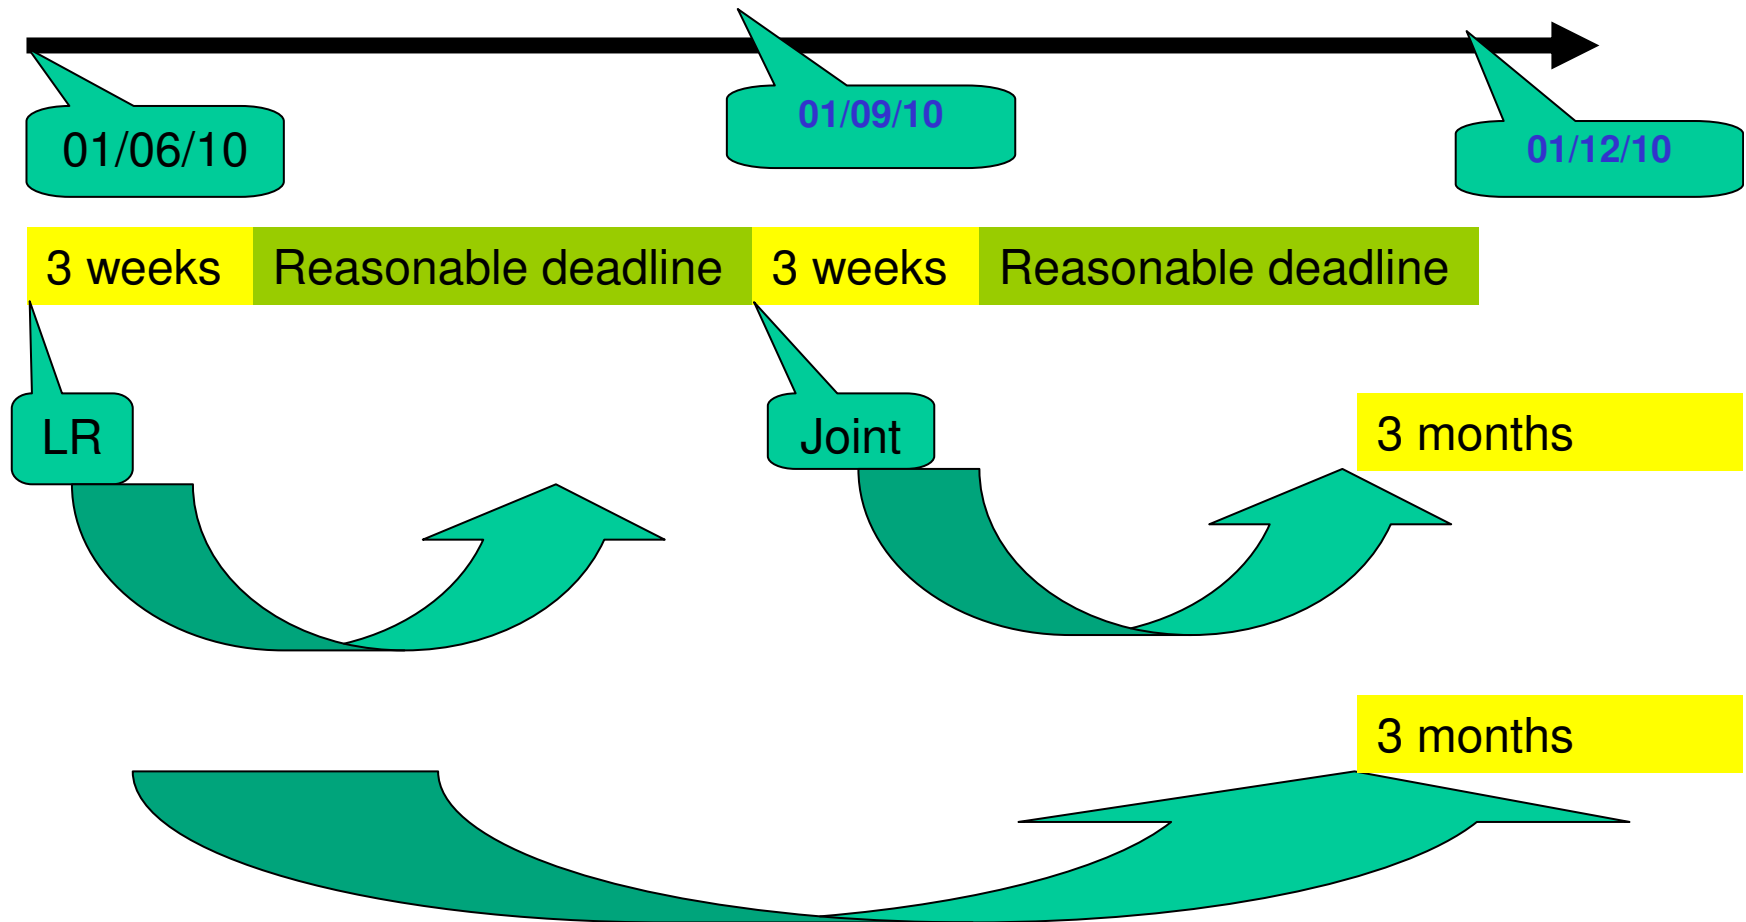 01/06/10
01/09/10
01/12/10
3 weeks
Reasonable deadline
3 weeks
Reasonable deadline
LR
Joint
3 months
3 months